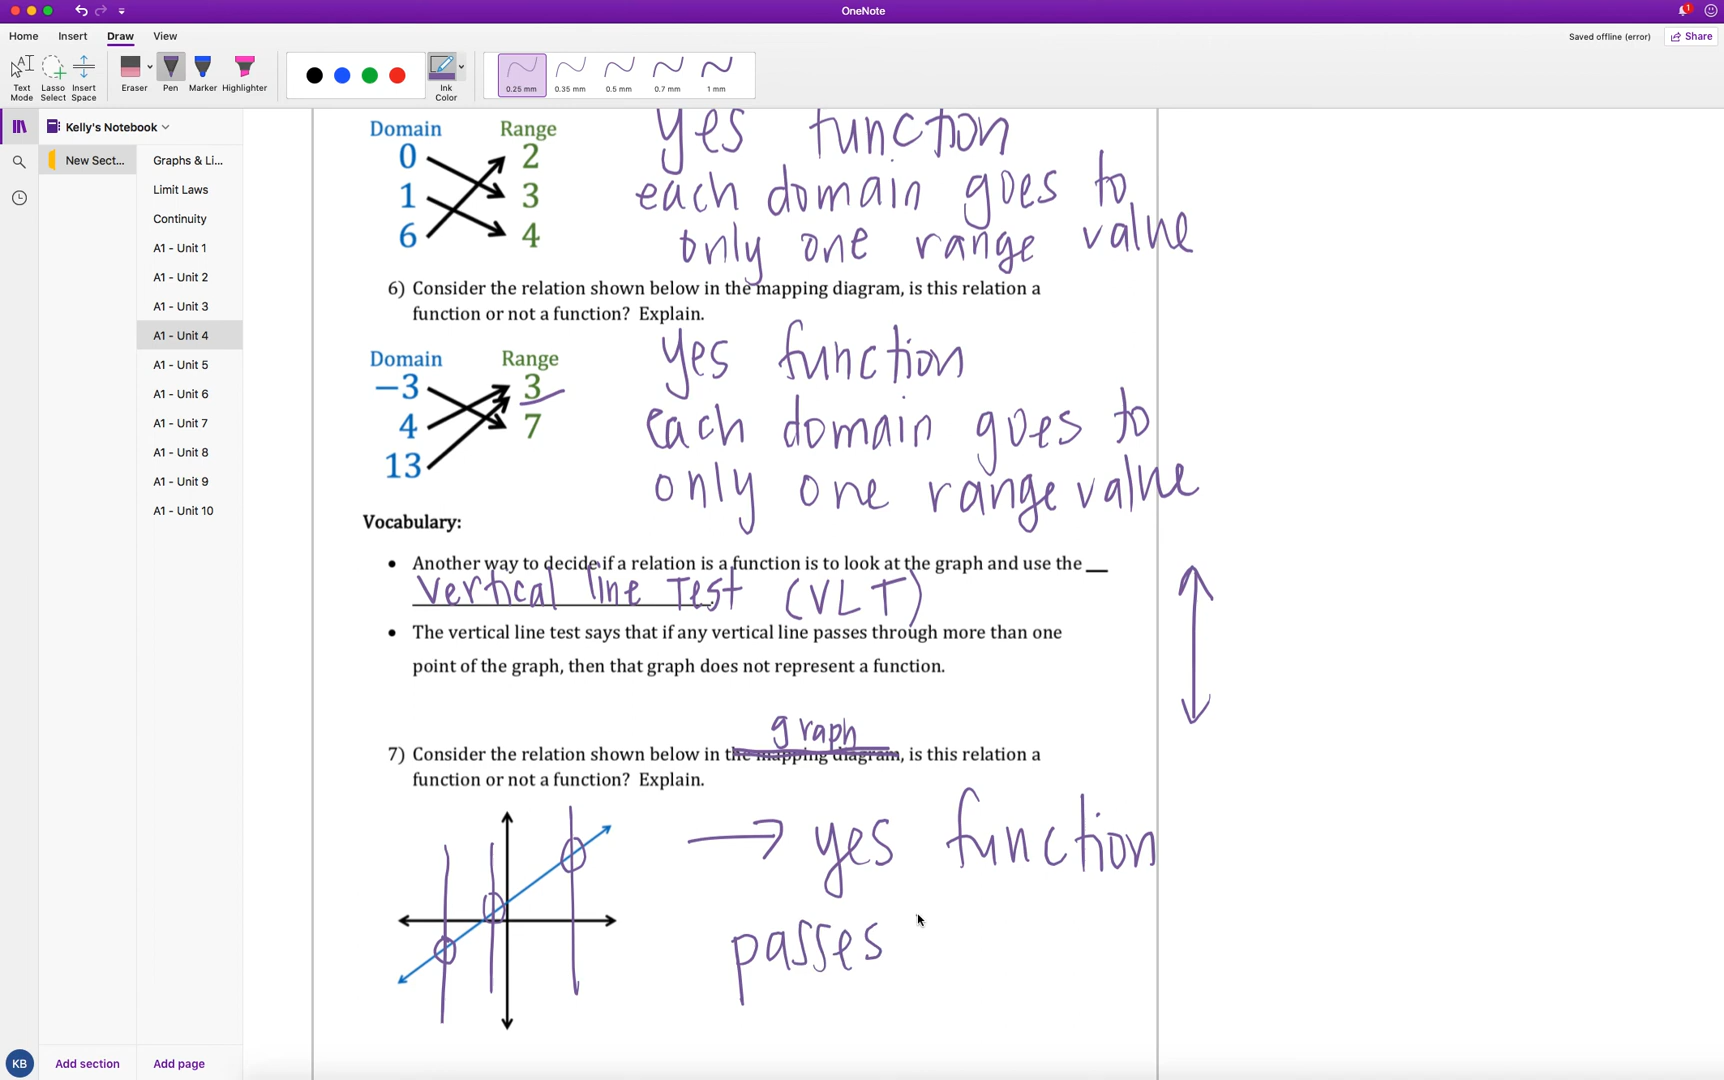 OneNote
1
Home Insert Draw View
Saved offline (error) Share
Text Mode
Lasso Select
Insert Space
Eraser
Pen
Marker
Highlighter
Ink Color
0.25 mm 0.35 mm 0.5 mm 0.7 mm 1 mm
Kelly's Notebook
New Sect...
Graphs & Li...
Limit Laws
Continuity
A1 - Unit 1
A1 - Unit 2
A1 - Unit 3
A1 - Unit 4
A1 - Unit 5
A1 - Unit 6
A1 - Unit 7
A1 - Unit 8
A1 - Unit 9
A1 - Unit 10
KB
Add section Add page
Domain Range
0 2
1 3
6 4
yes function
each domain goes to
only one range value
6) Consider the relation shown below in the mapping diagram, is this relation a
function or not a function? Explain.
Domain Range
−3 3
4 7
13
yes function
each domain goes to
only one range value
Vocabulary:
• Another way to decide if a relation is a function is to look at the graph and use the __
Vertical line Test (VLT)
• The vertical line test says that if any vertical line passes through more than one
point of the graph, then that graph does not represent a function.
graph
7) Consider the relation shown below in the mapping diagram, is this relation a
function or not a function? Explain.
→ yes function
passes